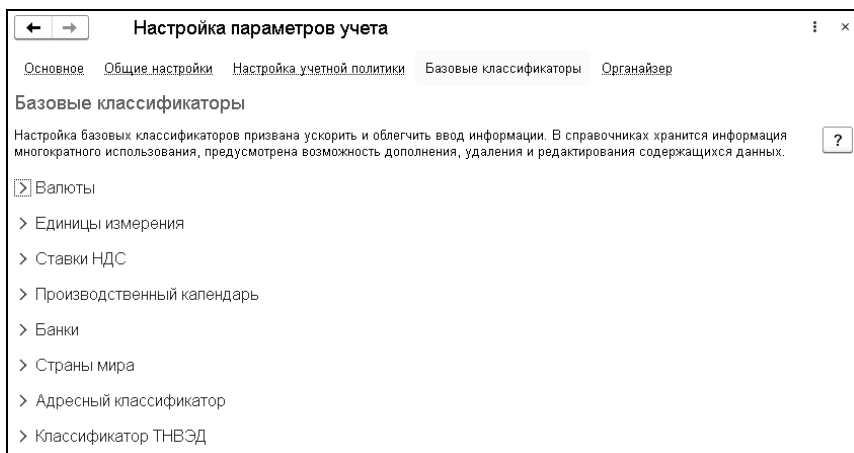 Настройка параметров учета
Основное Общие настройки Настройка учетной политики Базовые классификаторы Органайзер
Базовые классификаторы
Настройка базовых классификаторов призвана ускорить и облегчить ввод информации. В справочниках хранится информация
многократного использования, предусмотрена возможность дополнения, удаления и редактирования содержащихся данных.
?
Валюты
Единицы измерения
Ставки НДС
Производственный календарь
Банки
Страны мира
Адресный классификатор
Классификатор ТНВЭД